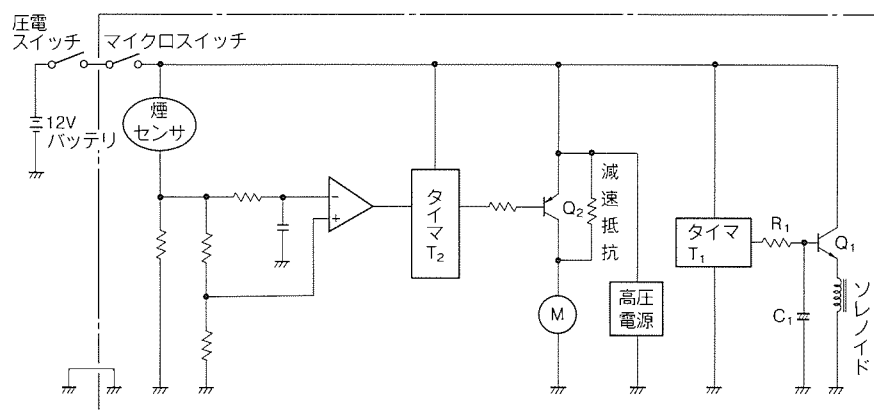 圧電
スイッチ
マイクロスイッチ
12V
バッテリ
煙
センサ
−
+
タイマ
T2
Q2
減速抵抗
M
高圧
電源
タイマ
T1
R1
Q1
C1
ソレノイド